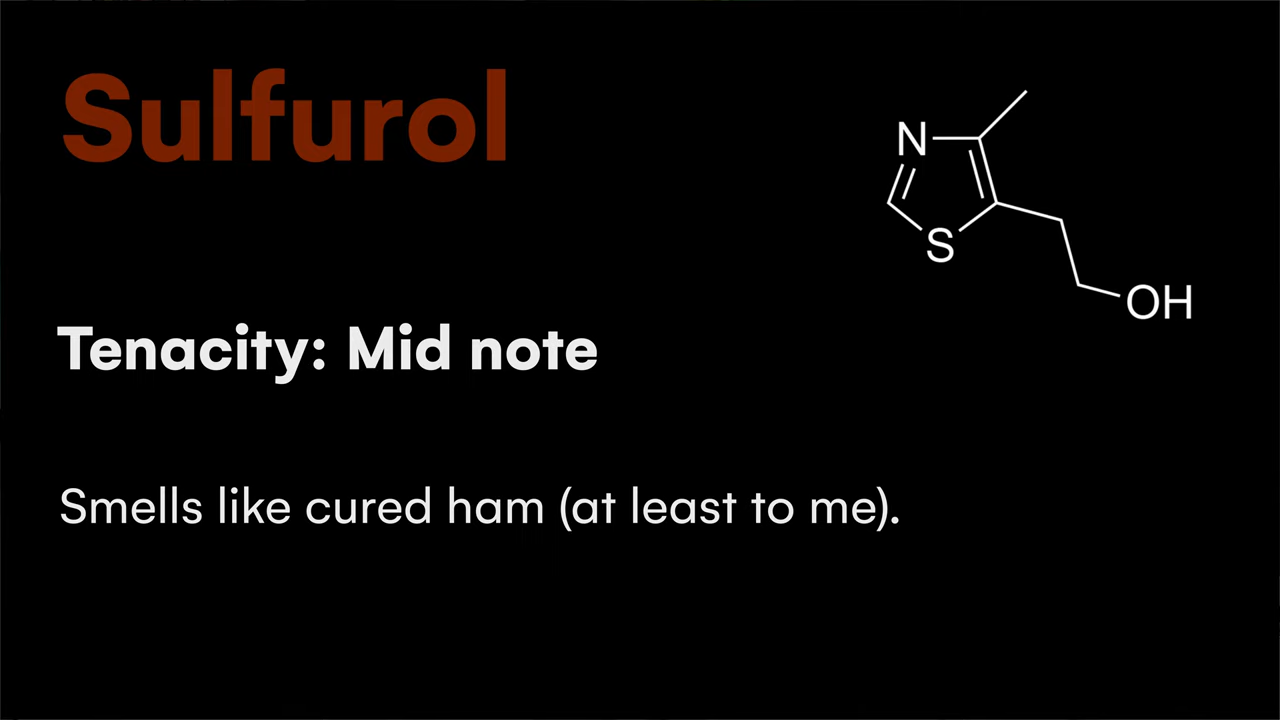 Sulfurol
N
S
OH
Tenacity: Mid note
Smells like cured ham (at least to me).